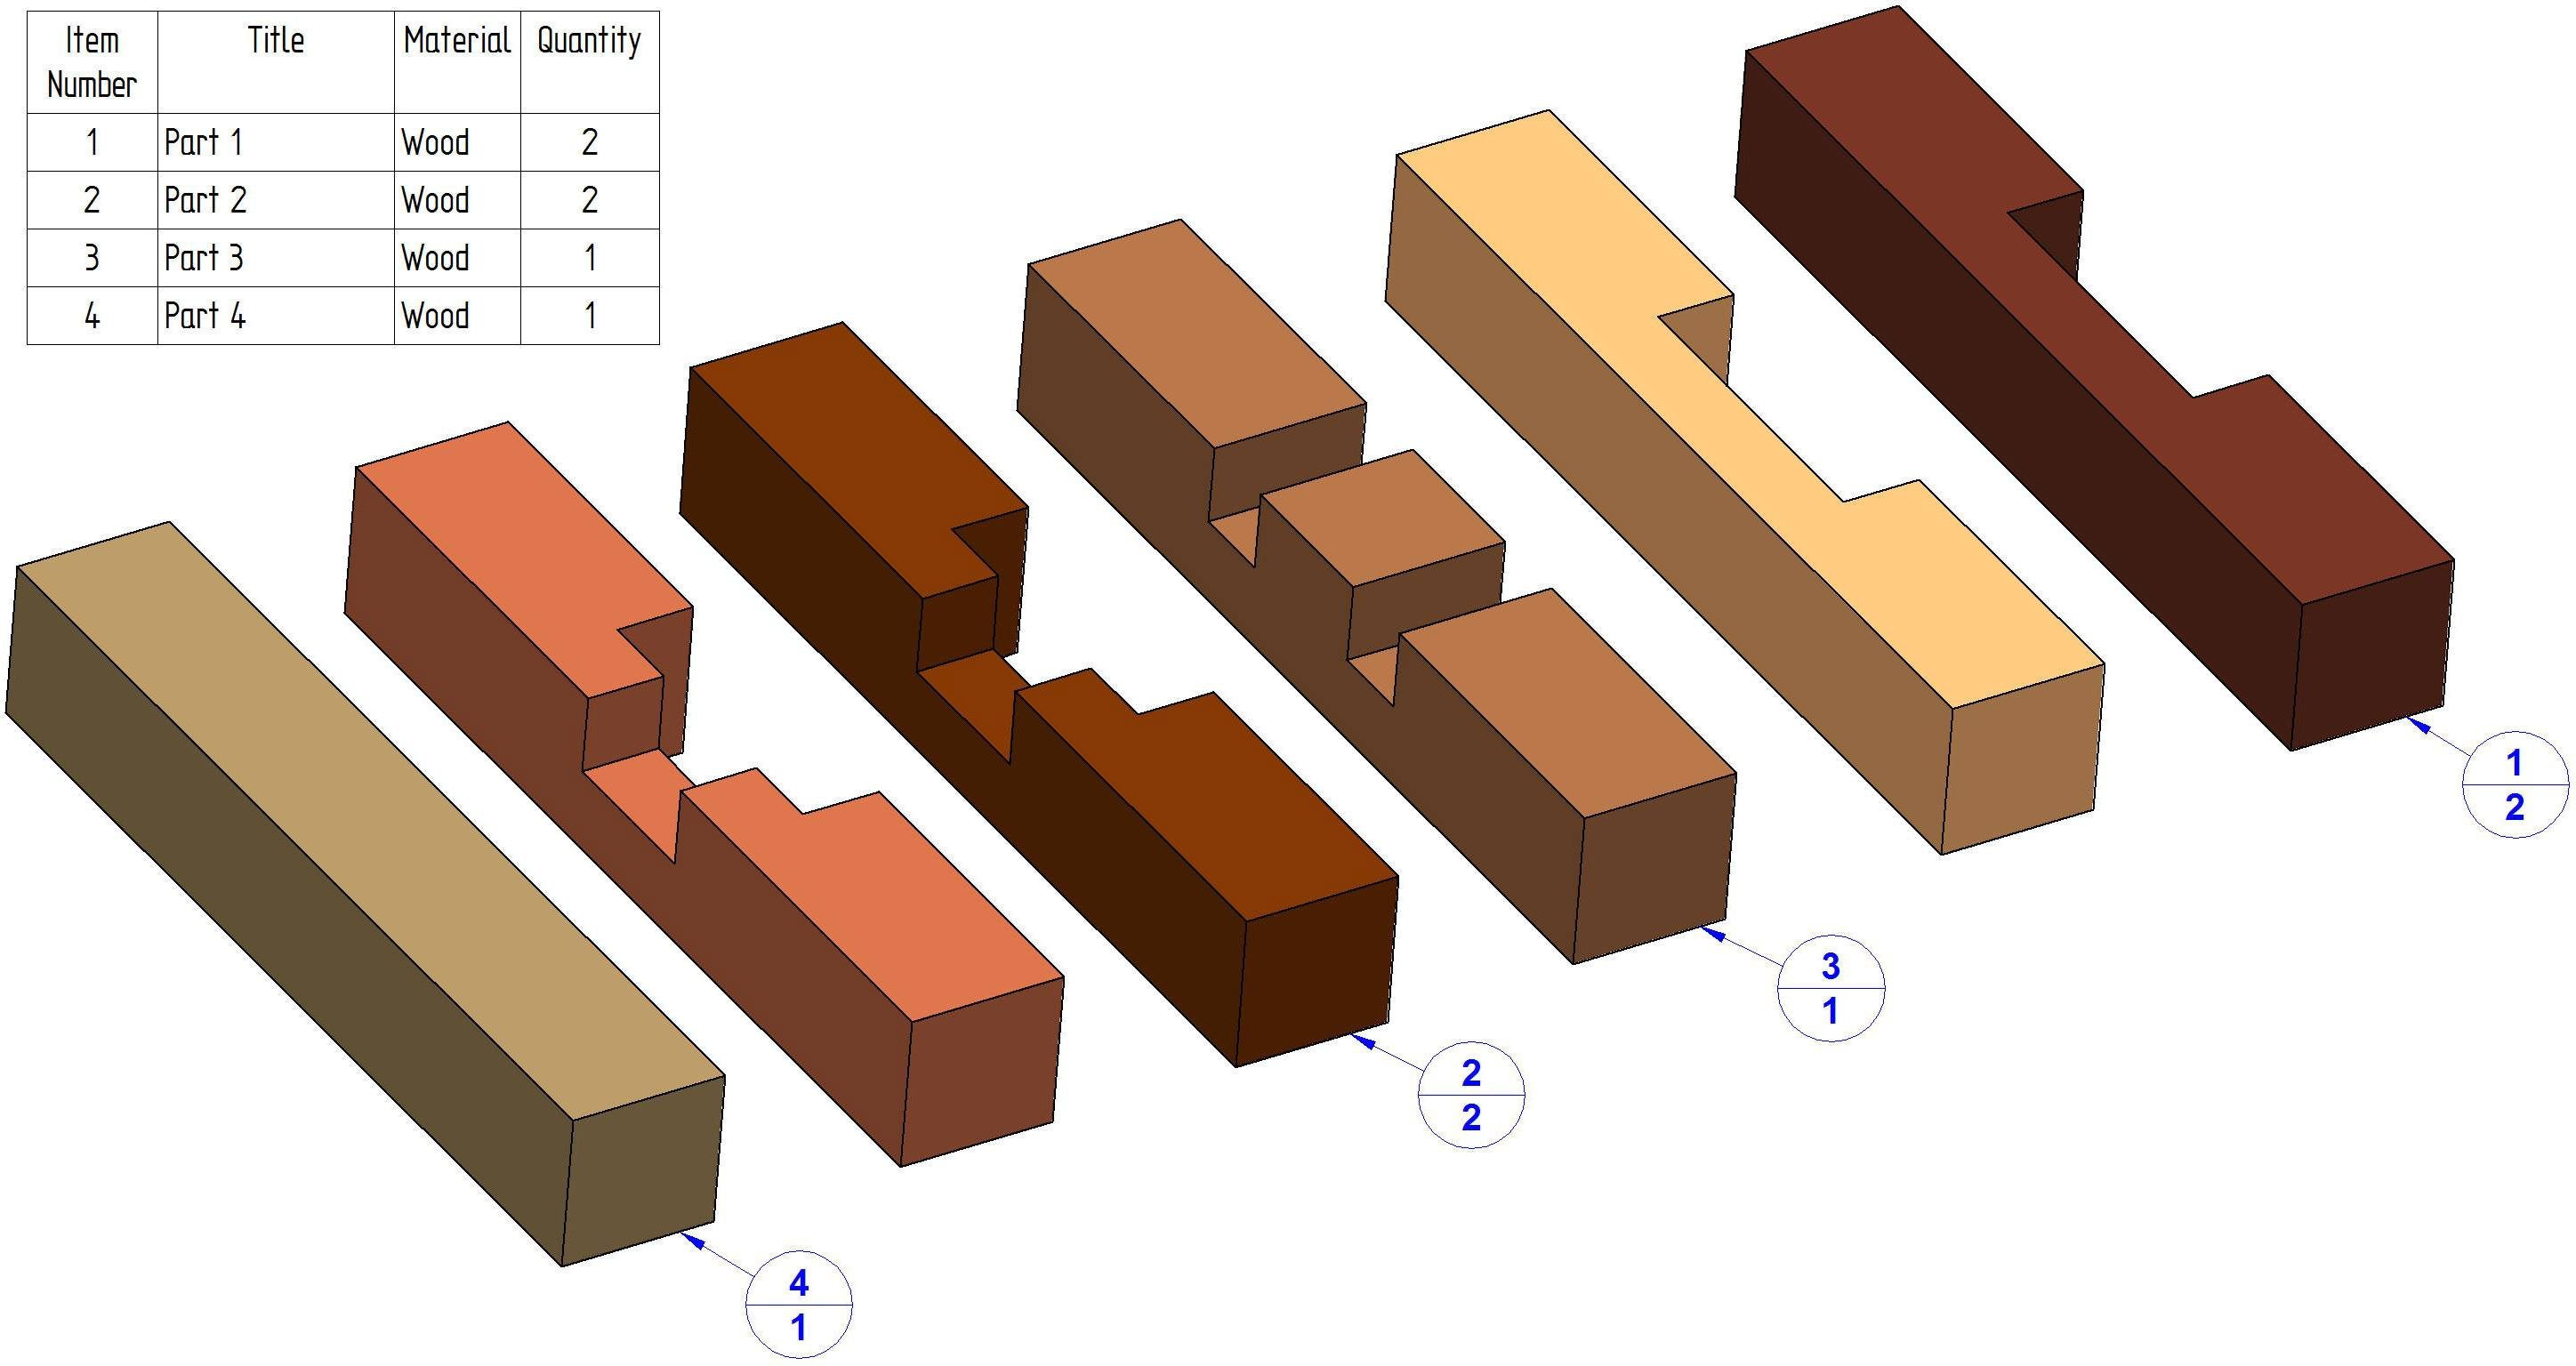 Item Number Title Material Quantity
1 Part 1 Wood 2
2 Part 2 Wood 2
3 Part 3 Wood 1
4 Part 4 Wood 1
1
2
3
1
2
2
4
1